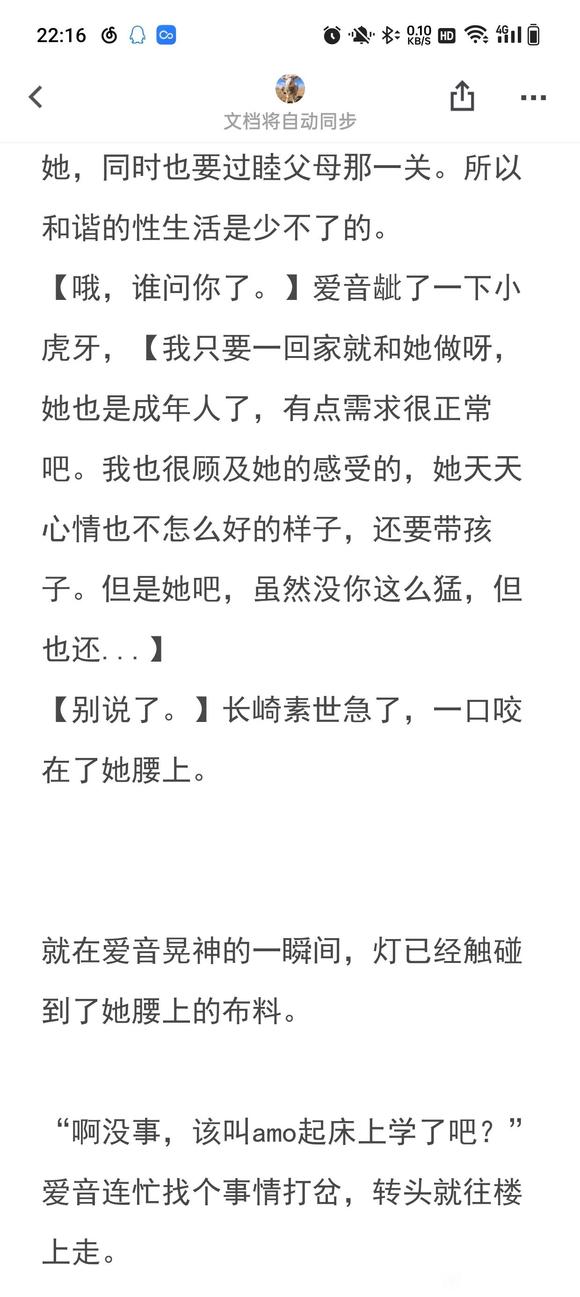 22:16
0.10
KB/S
HD
4G
文档将自动同步
她，同时也要过睦父母那一关。所以
和谐的性生活是少不了的。
【哦，谁问你了。】爱音龇了一下小
虎牙，【我只要一回家就和她做呀，
她也是成年人了，有点需求很正常
吧。我也很顾及她的感受的，她天天
心情也不怎么好的样子，还要带孩
子。但是她吧，虽然没你这么猛，但
也还...】
【别说了。】长崎素世急了，一口咬
在了她腰上。
就在爱音晃神的一瞬间，灯已经触碰
到了她腰上的布料。
“啊没事，该叫amo起床上学了吧？”
爱音连忙找个事情打岔，转头就往楼
上走。